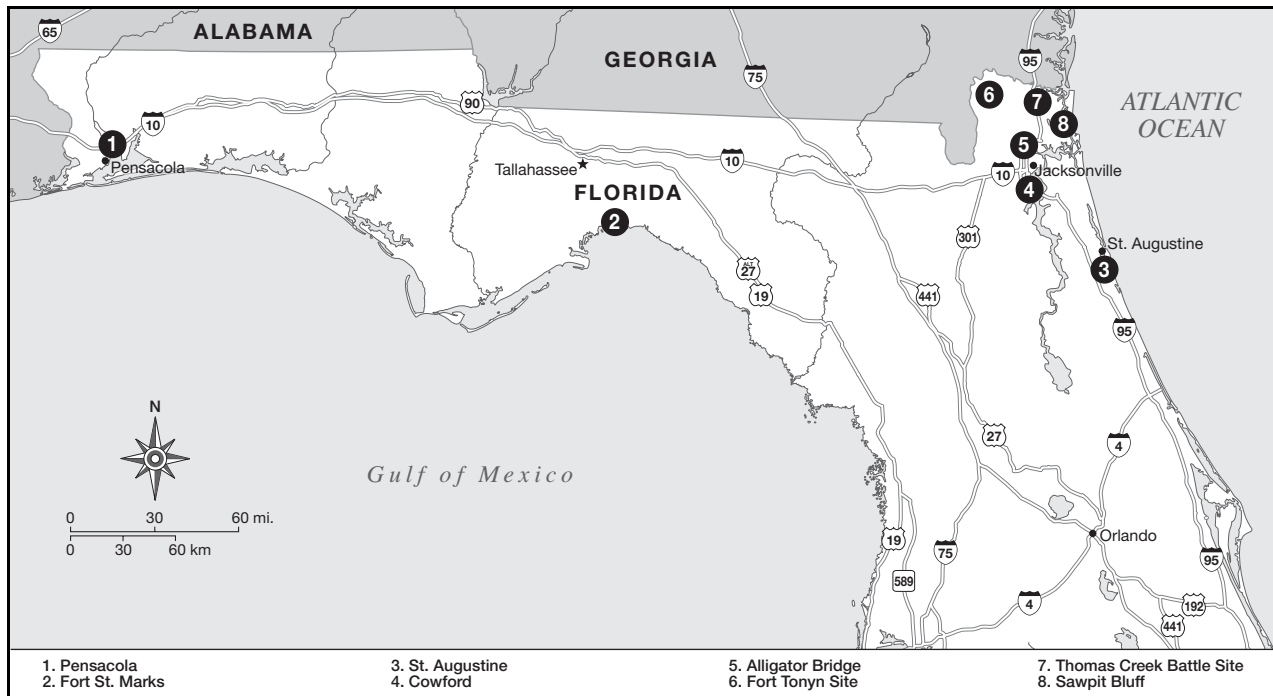 65
ALABAMA
GEORGIA
95
75
ATLANTIC
OCEAN
90
6
7
8
10
1
Pensacola
5
10
Tallahassee
10
Jacksonville
FLORIDA
4
2
301
St. Augustine
3
ALT
27
19
441
95
N
27
4
Gulf of Mexico
0 30 60 mi.
0 30 60 km
19
75
Orlando
95
589
4
192
441
1. Pensacola
2. Fort St. Marks
3. St. Augustine
4. Cowford
5. Alligator Bridge
6. Fort Tonyn Site
7. Thomas Creek Battle Site
8. Sawpit Bluff